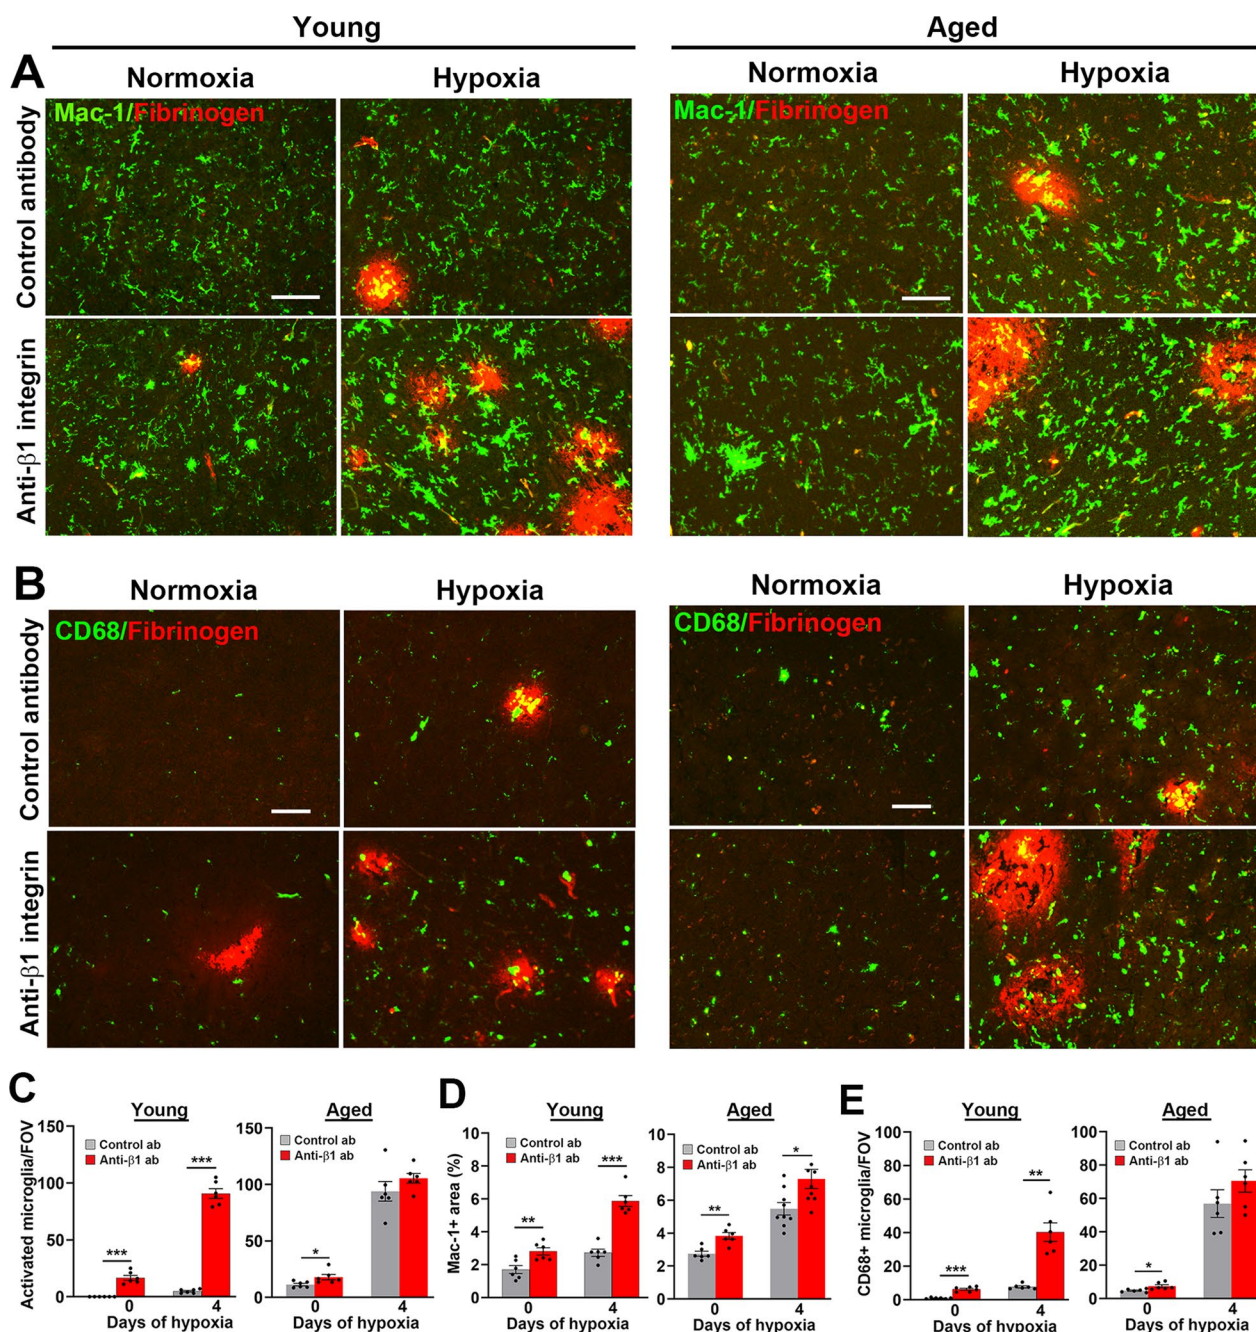 Young Aged
A Normoxia Hypoxia Normoxia Hypoxia
Control antibody
Mac-1/Fibrinogen Mac-1/Fibrinogen
Anti-β1 integrin
B Normoxia Hypoxia Normoxia Hypoxia
Control antibody
CD68/Fibrinogen CD68/Fibrinogen
Anti-β1 integrin
C
Young Aged
Activated microglia/FOV
150
100
50
0
Control ab
Anti-β1 ab
***
***
0 4
Days of hypoxia
150
100
50
0
Control ab
Anti-β1 ab
*
0 4
Days of hypoxia
D
Young Aged
Mac-1+ area (%)
10
8
6
4
2
0
Control ab
Anti-β1 ab
**
***
0 4
Days of hypoxia
10
8
6
4
2
0
Control ab
Anti-β1 ab
**
*
0 4
Days of hypoxia
E
Young Aged
CD68+ microglia/FOV
100
80
60
40
20
0
Control ab
Anti-β1 ab
***
**
0 4
Days of hypoxia
100
80
60
40
20
0
Control ab
Anti-β1 ab
*
0 4
Days of hypoxia